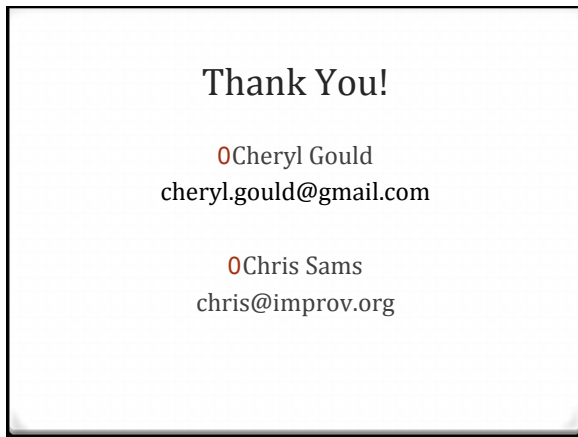 Thank You!
0Cheryl Gould
cheryl.gould@gmail.com
0Chris Sams
chris@improv.org